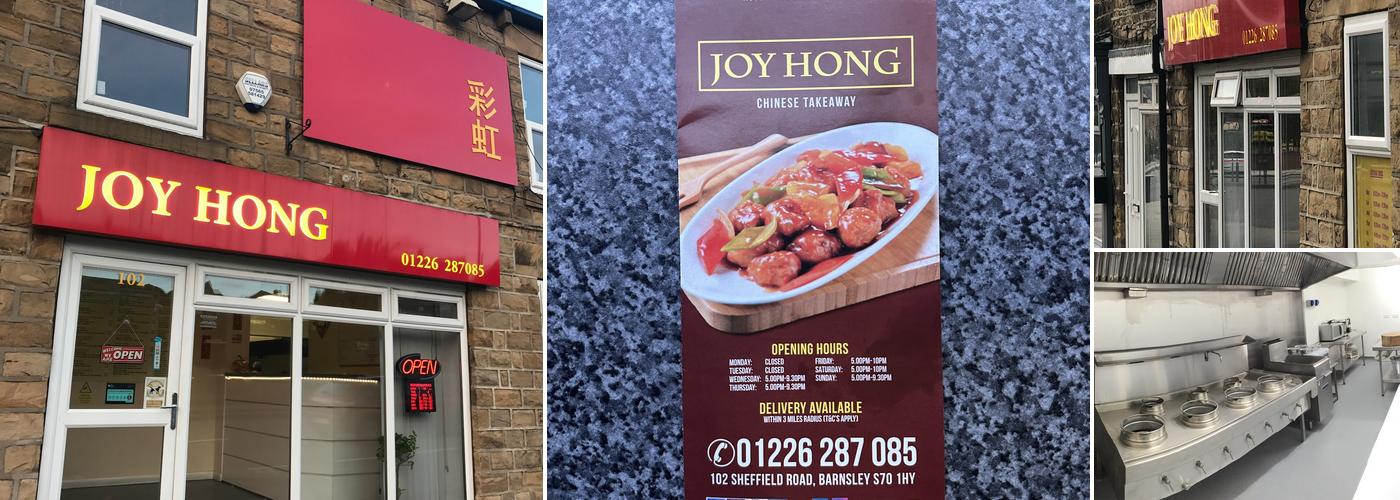 彩虹
JOY HONG
01226 287085
102
OPEN
OPEN
JOY HONG
CHINESE TAKEAWAY
OPENING HOURS
MONDAY: CLOSED
TUESDAY: CLOSED
WEDNESDAY: 5.00PM-9.30PM
THURSDAY: 5.00PM-9.30PM
FRIDAY: 5.00PM-10PM
SATURDAY: 5.00PM-10PM
SUNDAY: 5.00PM-10PM
DELIVERY AVAILABLE
WITHIN 3 MILES RADIUS (T&C'S APPLY)
01226 287 085
102 SHEFFIELD ROAD, BARNSLEY S70 1HY
JOY HONG
01226 287085